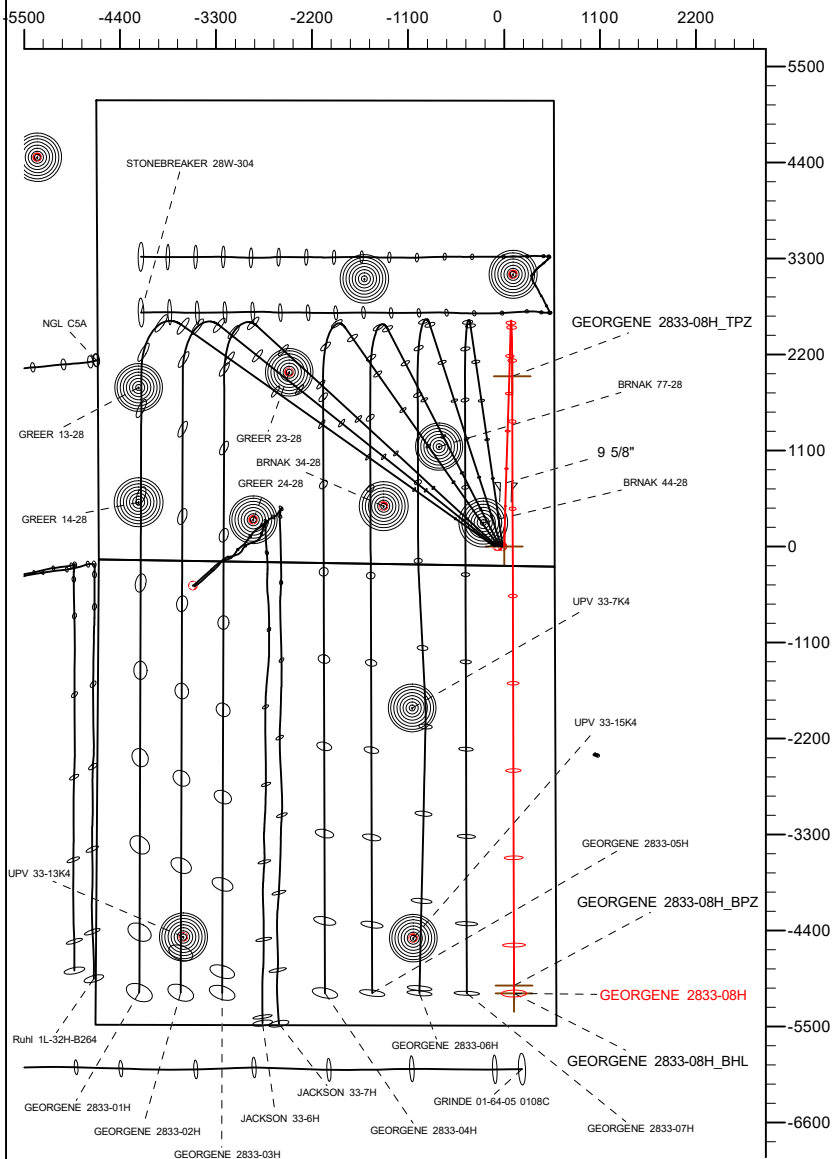 -5500 -4400 -3300 -2200 -1100 0 1100 2200
5500
4400
STONEBREAKER 28W-304
3300
NGL C5A
GEORGENE 2833-08H_TPZ
2200
BRNAK 77-28
GREER 13-28
GREER 23-28
1100
9 5/8"
BRNAK 34-28
GREER 24-28
BRNAK 44-28
GREER 14-28
0
UPV 33-7K4
-1100
UPV 33-15K4
-2200
-3300
GEORGENE 2833-05H
UPV 33-13K4
GEORGENE 2833-08H_BPZ
-4400
GEORGENE 2833-08H
-5500
Ruhl 1L-32H-B264
GEORGENE 2833-06H
GEORGENE 2833-08H_BHL
JACKSON 33-7H
GRINDE 01-64-05 0108C
GEORGENE 2833-01H
JACKSON 33-6H
GEORGENE 2833-02H
GEORGENE 2833-04H
GEORGENE 2833-07H
-6600
GEORGENE 2833-03H